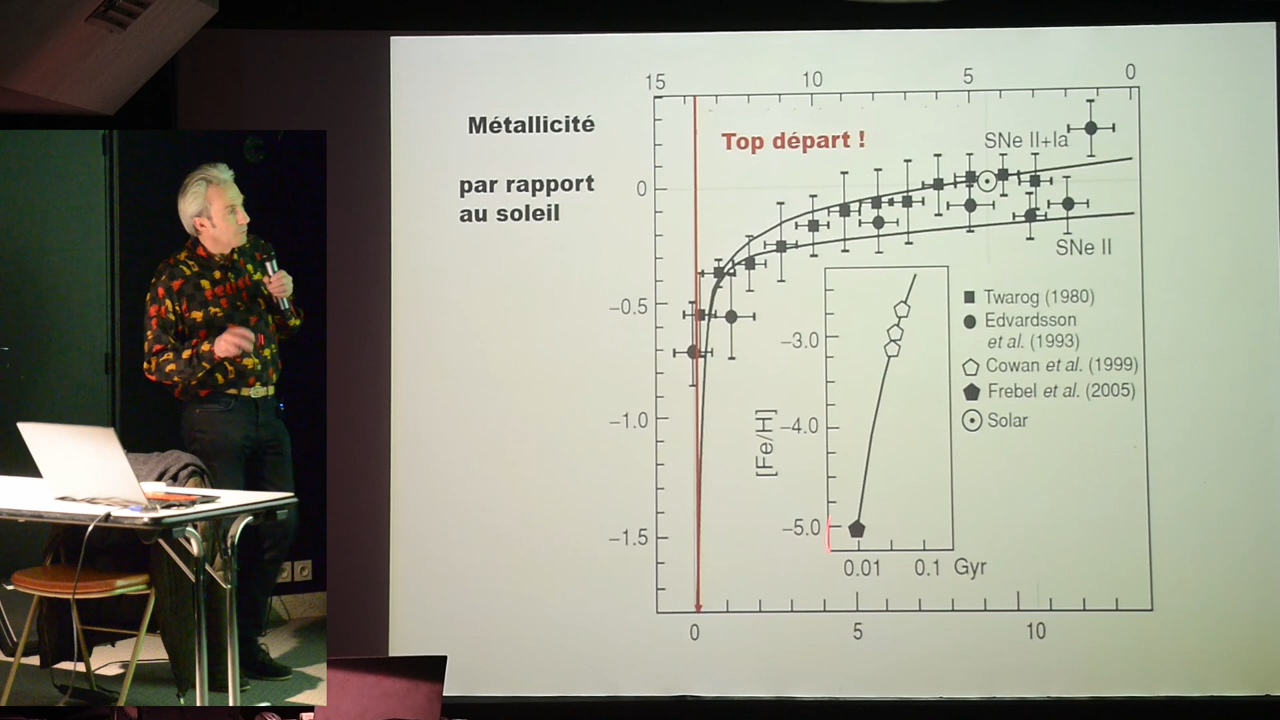 15 10 5 0
Métallicité
Top départ !
SNe II+Ia
par rapport
au soleil
0
SNe II
−0.5
Twarog (1980)
Edvardsson
et al. (1993)
−3.0
Cowan et al. (1999)
Frebel et al. (2005)
−1.0
[Fe/H]
−4.0
Solar
−5.0
−1.5
0.01 0.1 Gyr
0 5 10